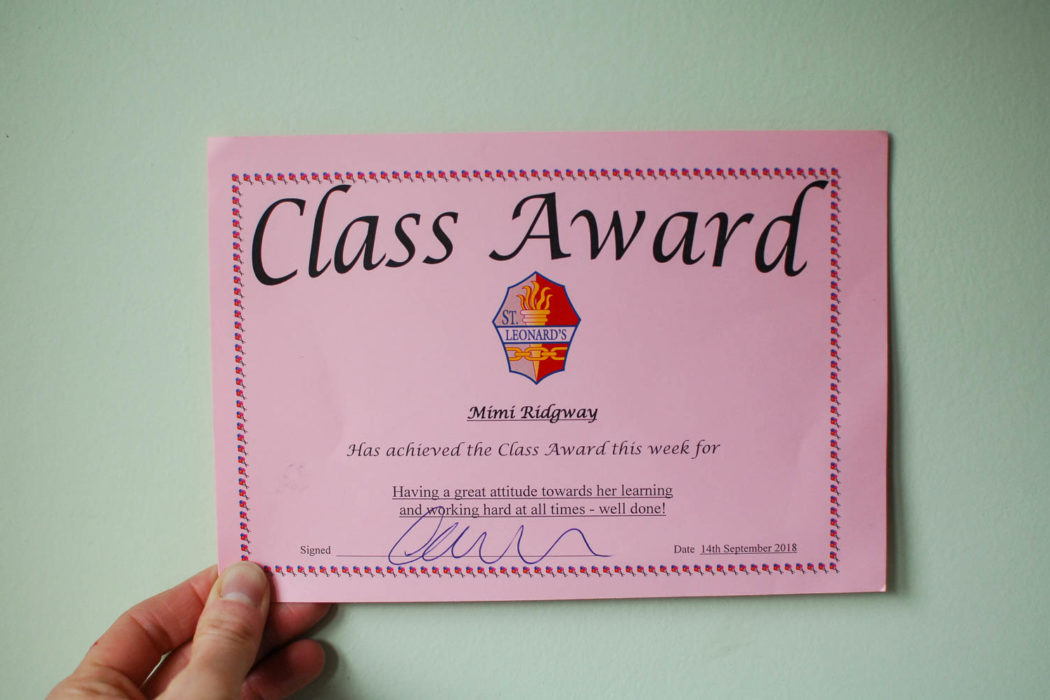 Class Award
ST.
LEONARD'S
Mimi Ridgway
Has achieved the Class Award this week for
Having a great attitude towards her learning
and working hard at all times - well done!
Signed
Date 14th September 2018